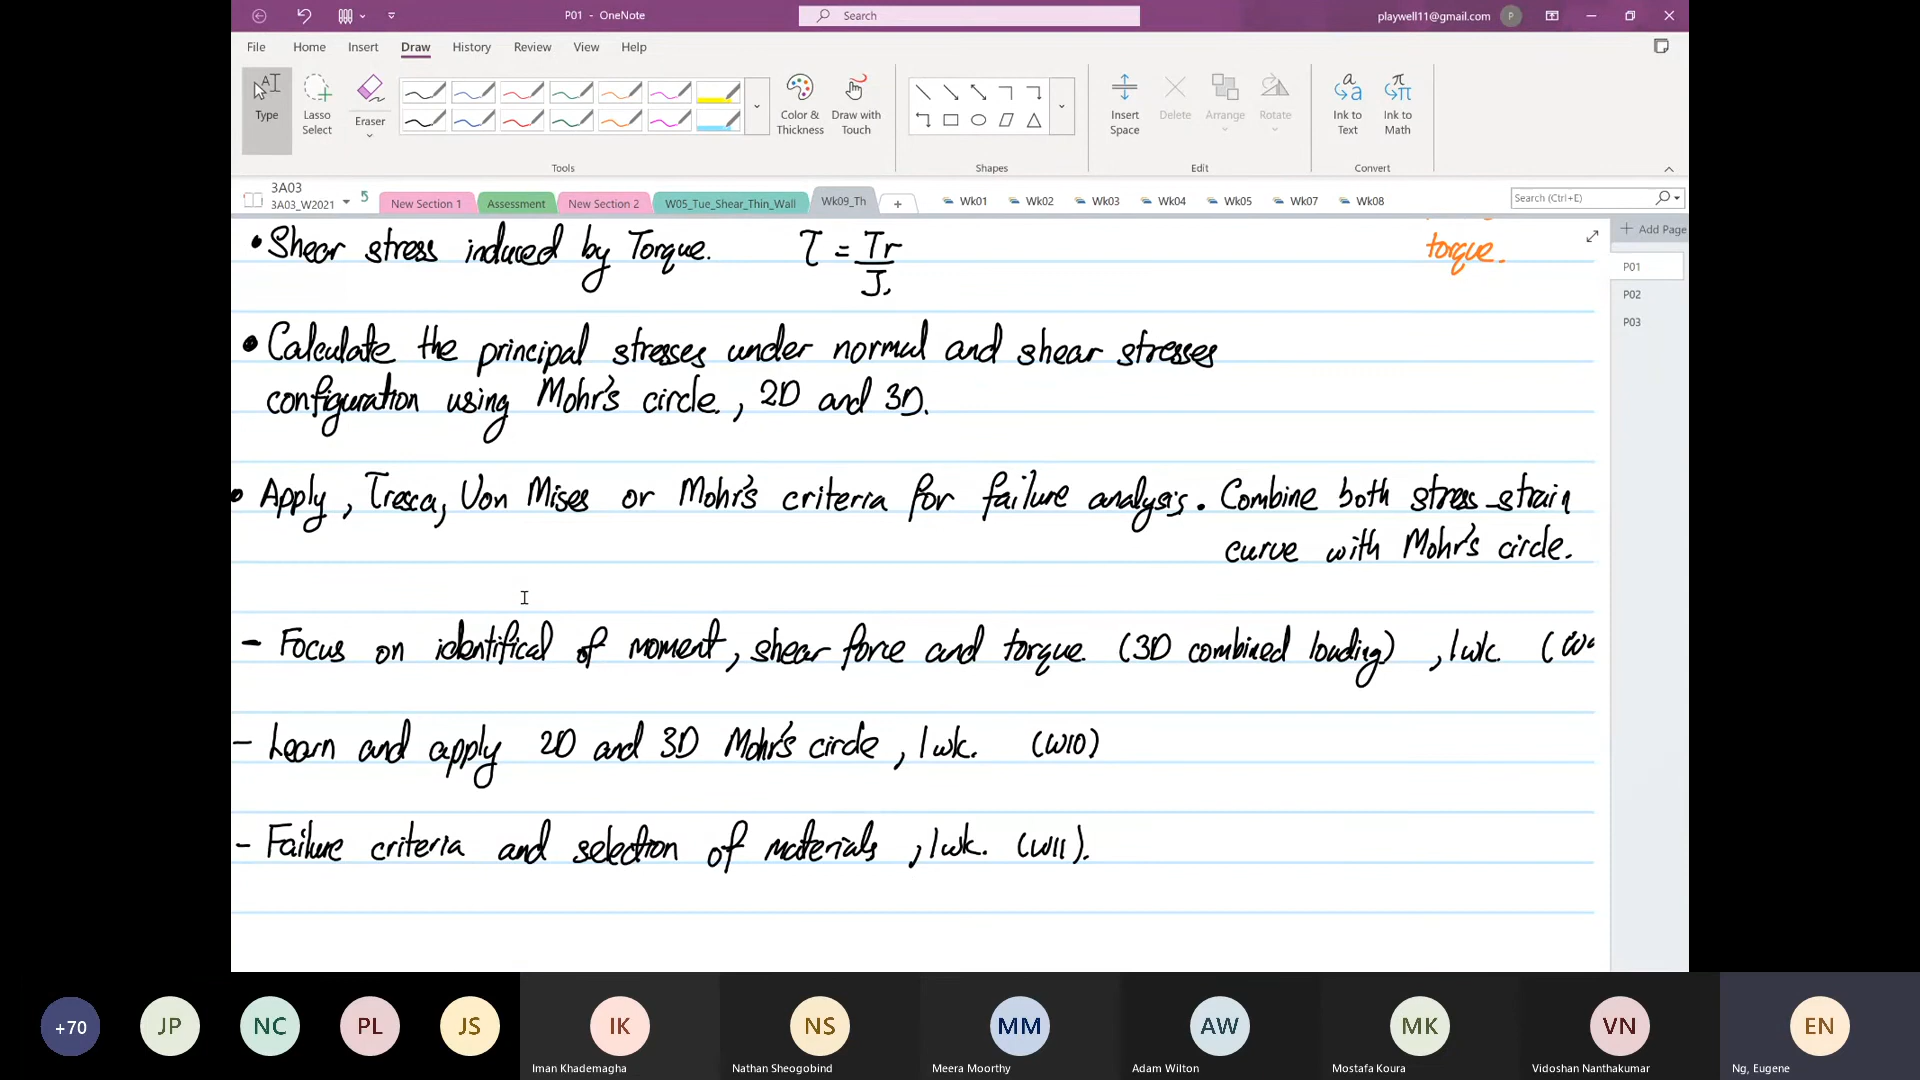 P01 - OneNote
Search
playwell11@gmail.com
P
File Home Insert Draw History Review View Help
Type
Lasso Select
Eraser
Color & Thickness
Draw with Touch
Insert Space
Delete
Arrange
Rotate
Ink to Text
Ink to Math
Tools
Shapes
Edit
Convert
3A03
3A03_W2021
New Section 1 Assessment New Section 2 W05_Tue_Shear_Thin_Wall Wk09_Th + Wk01 Wk02 Wk03 Wk04 Wk05 Wk07 Wk08
Search (Ctrl+E)
+ Add Page
P01
P02
P03
• Shear stress induced by Torque. τ = Tr/J.
torque.
• Calculate the principal stresses under normal and shear stresses
configuration using Mohr's circle, 2D and 3D.
• Apply, Tresca, Von Mises or Mohr's criteria for failure analysis. Combine both stress-strain
curve with Mohr's circle.
- Focus on identifical of moment, shear force and torque. (3D combined loading), 1wk.
- Learn and apply 2D and 3D Mohr's circle, 1wk. (W10)
- Failure criteria and selection of materials, 1wk. (W11).
+70 JP NC PL JS IK NS MM AW MK VN EN
Iman Khademagha Nathan Sheogobind Meera Moorthy Adam Wilton Mostafa Koura Vidoshan Nanthakumar Ng, Eugene